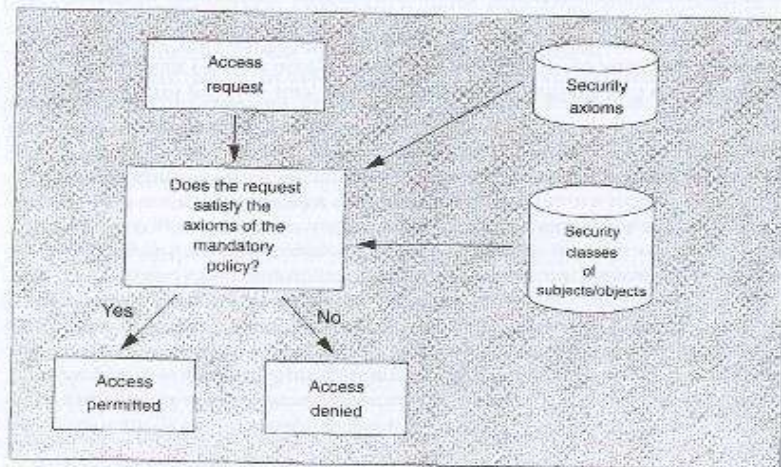 Access
request
Security
axioms
Does the request
satisfy the
axioms of the
mandatory
policy?
Security
classes
of
subjects/objects
Yes
No
Access
permitted
Access
denied